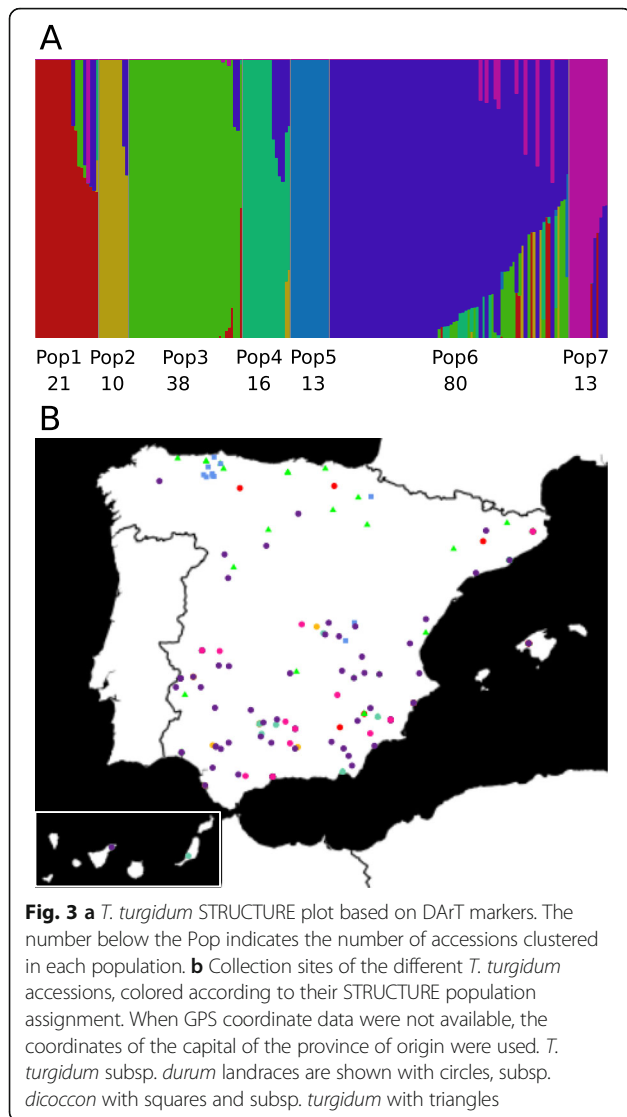 A
Pop1 Pop2 Pop3 Pop4 Pop5 Pop6 Pop7
21 10 38 16 13 80 13
B
Fig. 3 a T. turgidum STRUCTURE plot based on DArT markers. The
number below the Pop indicates the number of accessions clustered
in each population. b Collection sites of the different T. turgidum
accessions, colored according to their STRUCTURE population
assignment. When GPS coordinate data were not available, the
coordinates of the capital of the province of origin were used. T.
turgidum subsp. durum landraces are shown with circles, subsp.
dicoccon with squares and subsp. turgidum with triangles